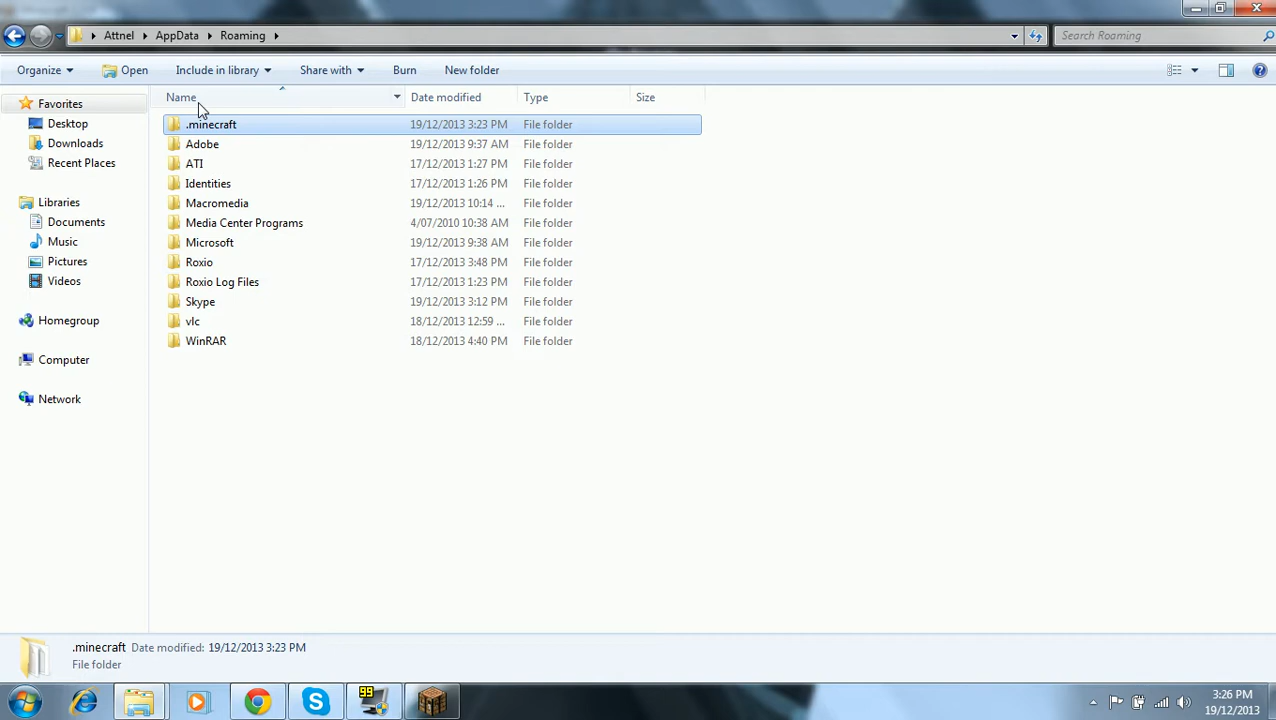 Attnel AppData Roaming Search Roaming
Organize Open Include in library Share with Burn New folder
Favorites
Desktop
Downloads
Recent Places
Libraries
Documents
Music
Pictures
Videos
Homegroup
Computer
Network
Name Date modified Type Size
.minecraft 19/12/2013 3:23 PM File folder
Adobe 19/12/2013 9:37 AM File folder
ATI 17/12/2013 1:27 PM File folder
Identities 17/12/2013 1:26 PM File folder
Macromedia 19/12/2013 10:14 ... File folder
Media Center Programs 4/07/2010 10:38 AM File folder
Microsoft 19/12/2013 9:38 AM File folder
Roxio 17/12/2013 3:48 PM File folder
Roxio Log Files 17/12/2013 1:23 PM File folder
Skype 19/12/2013 3:12 PM File folder
vlc 18/12/2013 12:59 ... File folder
WinRAR 18/12/2013 4:40 PM File folder
.minecraft Date modified: 19/12/2013 3:23 PM
File folder
99
3:26 PM
19/12/2013